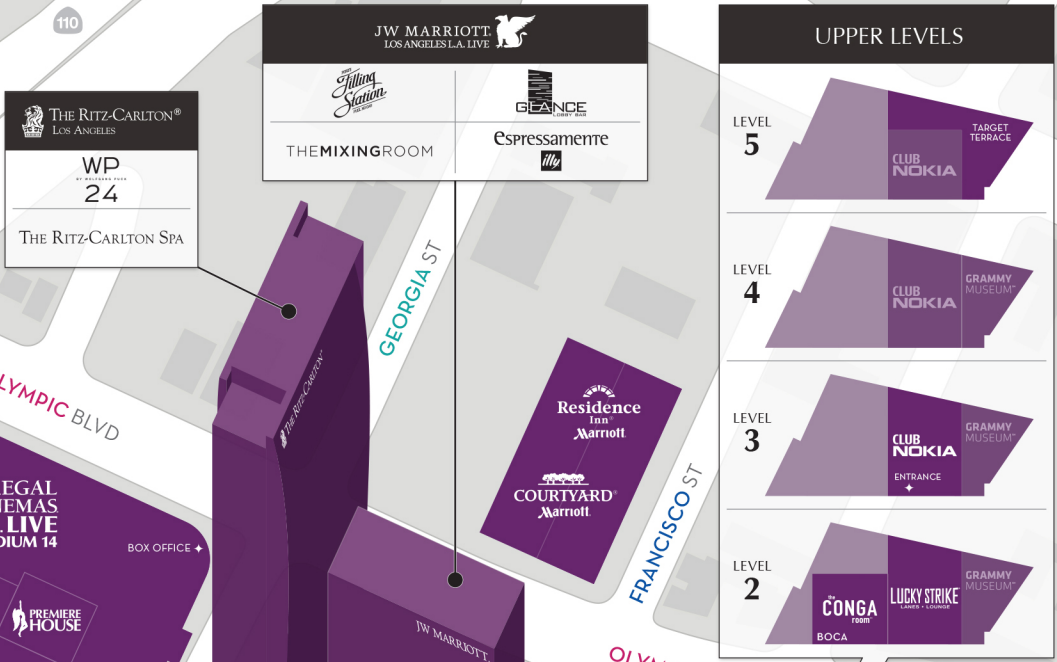 110
THE RITZ-CARLTON®
LOS ANGELES
WP
BY WOLFGANG PUCK
24
THE RITZ-CARLTON SPA
JW MARRIOTT
LOS ANGELES L.A. LIVE
Filling
Station
GLANCE
LOBBY BAR
THEMIXINGROOM
espressamente
illy
UPPER LEVELS
LEVEL
5
CLUB
NOKIA
TARGET
TERRACE
LEVEL
4
CLUB
NOKIA
GRAMMY
MUSEUM
LEVEL
3
CLUB
NOKIA
ENTRANCE
GRAMMY
MUSEUM
LEVEL
2
the
CONGA
room
BOCA
LUCKY STRIKE
LANES • LOUNGE
GRAMMY
MUSEUM
GEORGIA ST
THE RITZ-CARLTON
LYMPIC BLVD
Residence
Inn®
Marriott
COURTYARD®
Marriott
FRANCISCO ST
EGAL
NEMAS
LIVE
DIUM 14
BOX OFFICE
PREMIERE
HOUSE
JW MARRIOTT